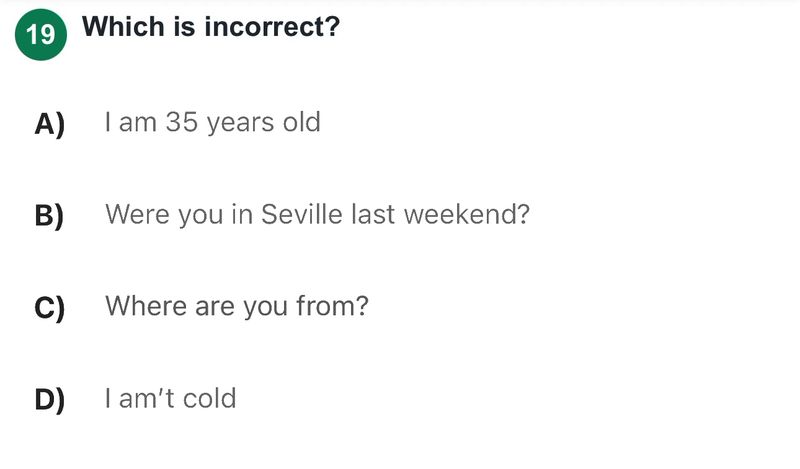 19 Which is incorrect?
A) I am 35 years old
B) Were you in Seville last weekend?
C) Where are you from?
D) I am’t cold